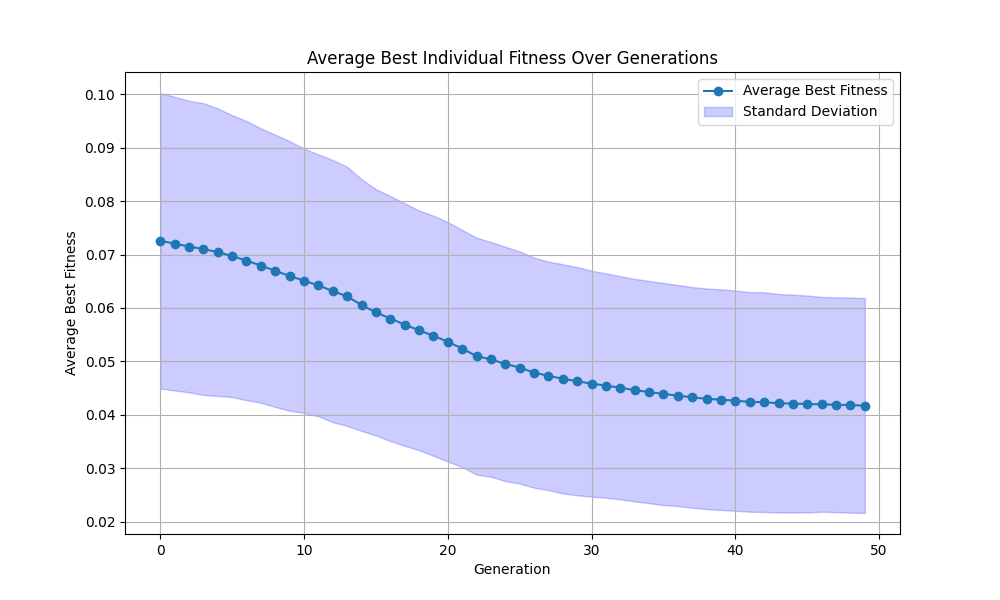 Average Best Individual Fitness Over Generations
Average Best Fitness
Standard Deviation
Average Best Fitness
0.10
0.09
0.08
0.07
0.06
0.05
0.04
0.03
0.02
0 10 20 30 40 50
Generation